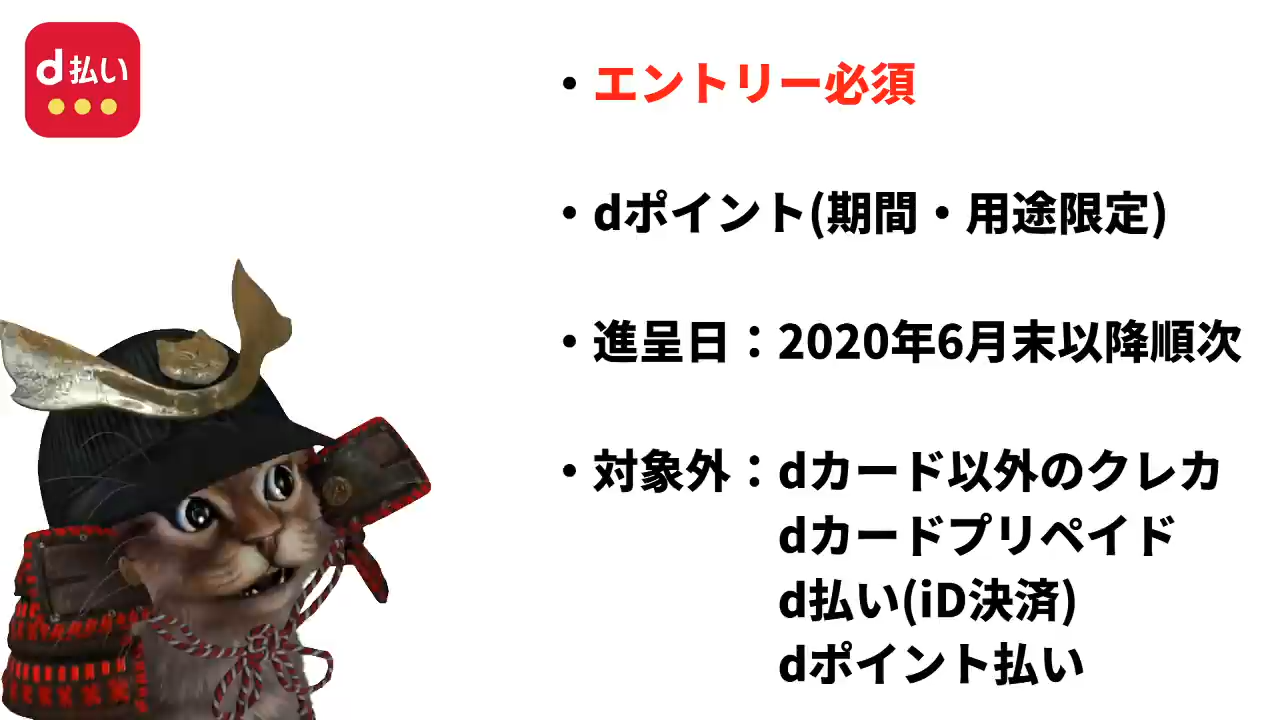 d払い
・エントリー必須
・dポイント(期間・用途限定)
・進呈日：2020年6月末以降順次
・対象外：dカード以外のクレカ
dカードプリペイド
d払い(iD決済)
dポイント払い